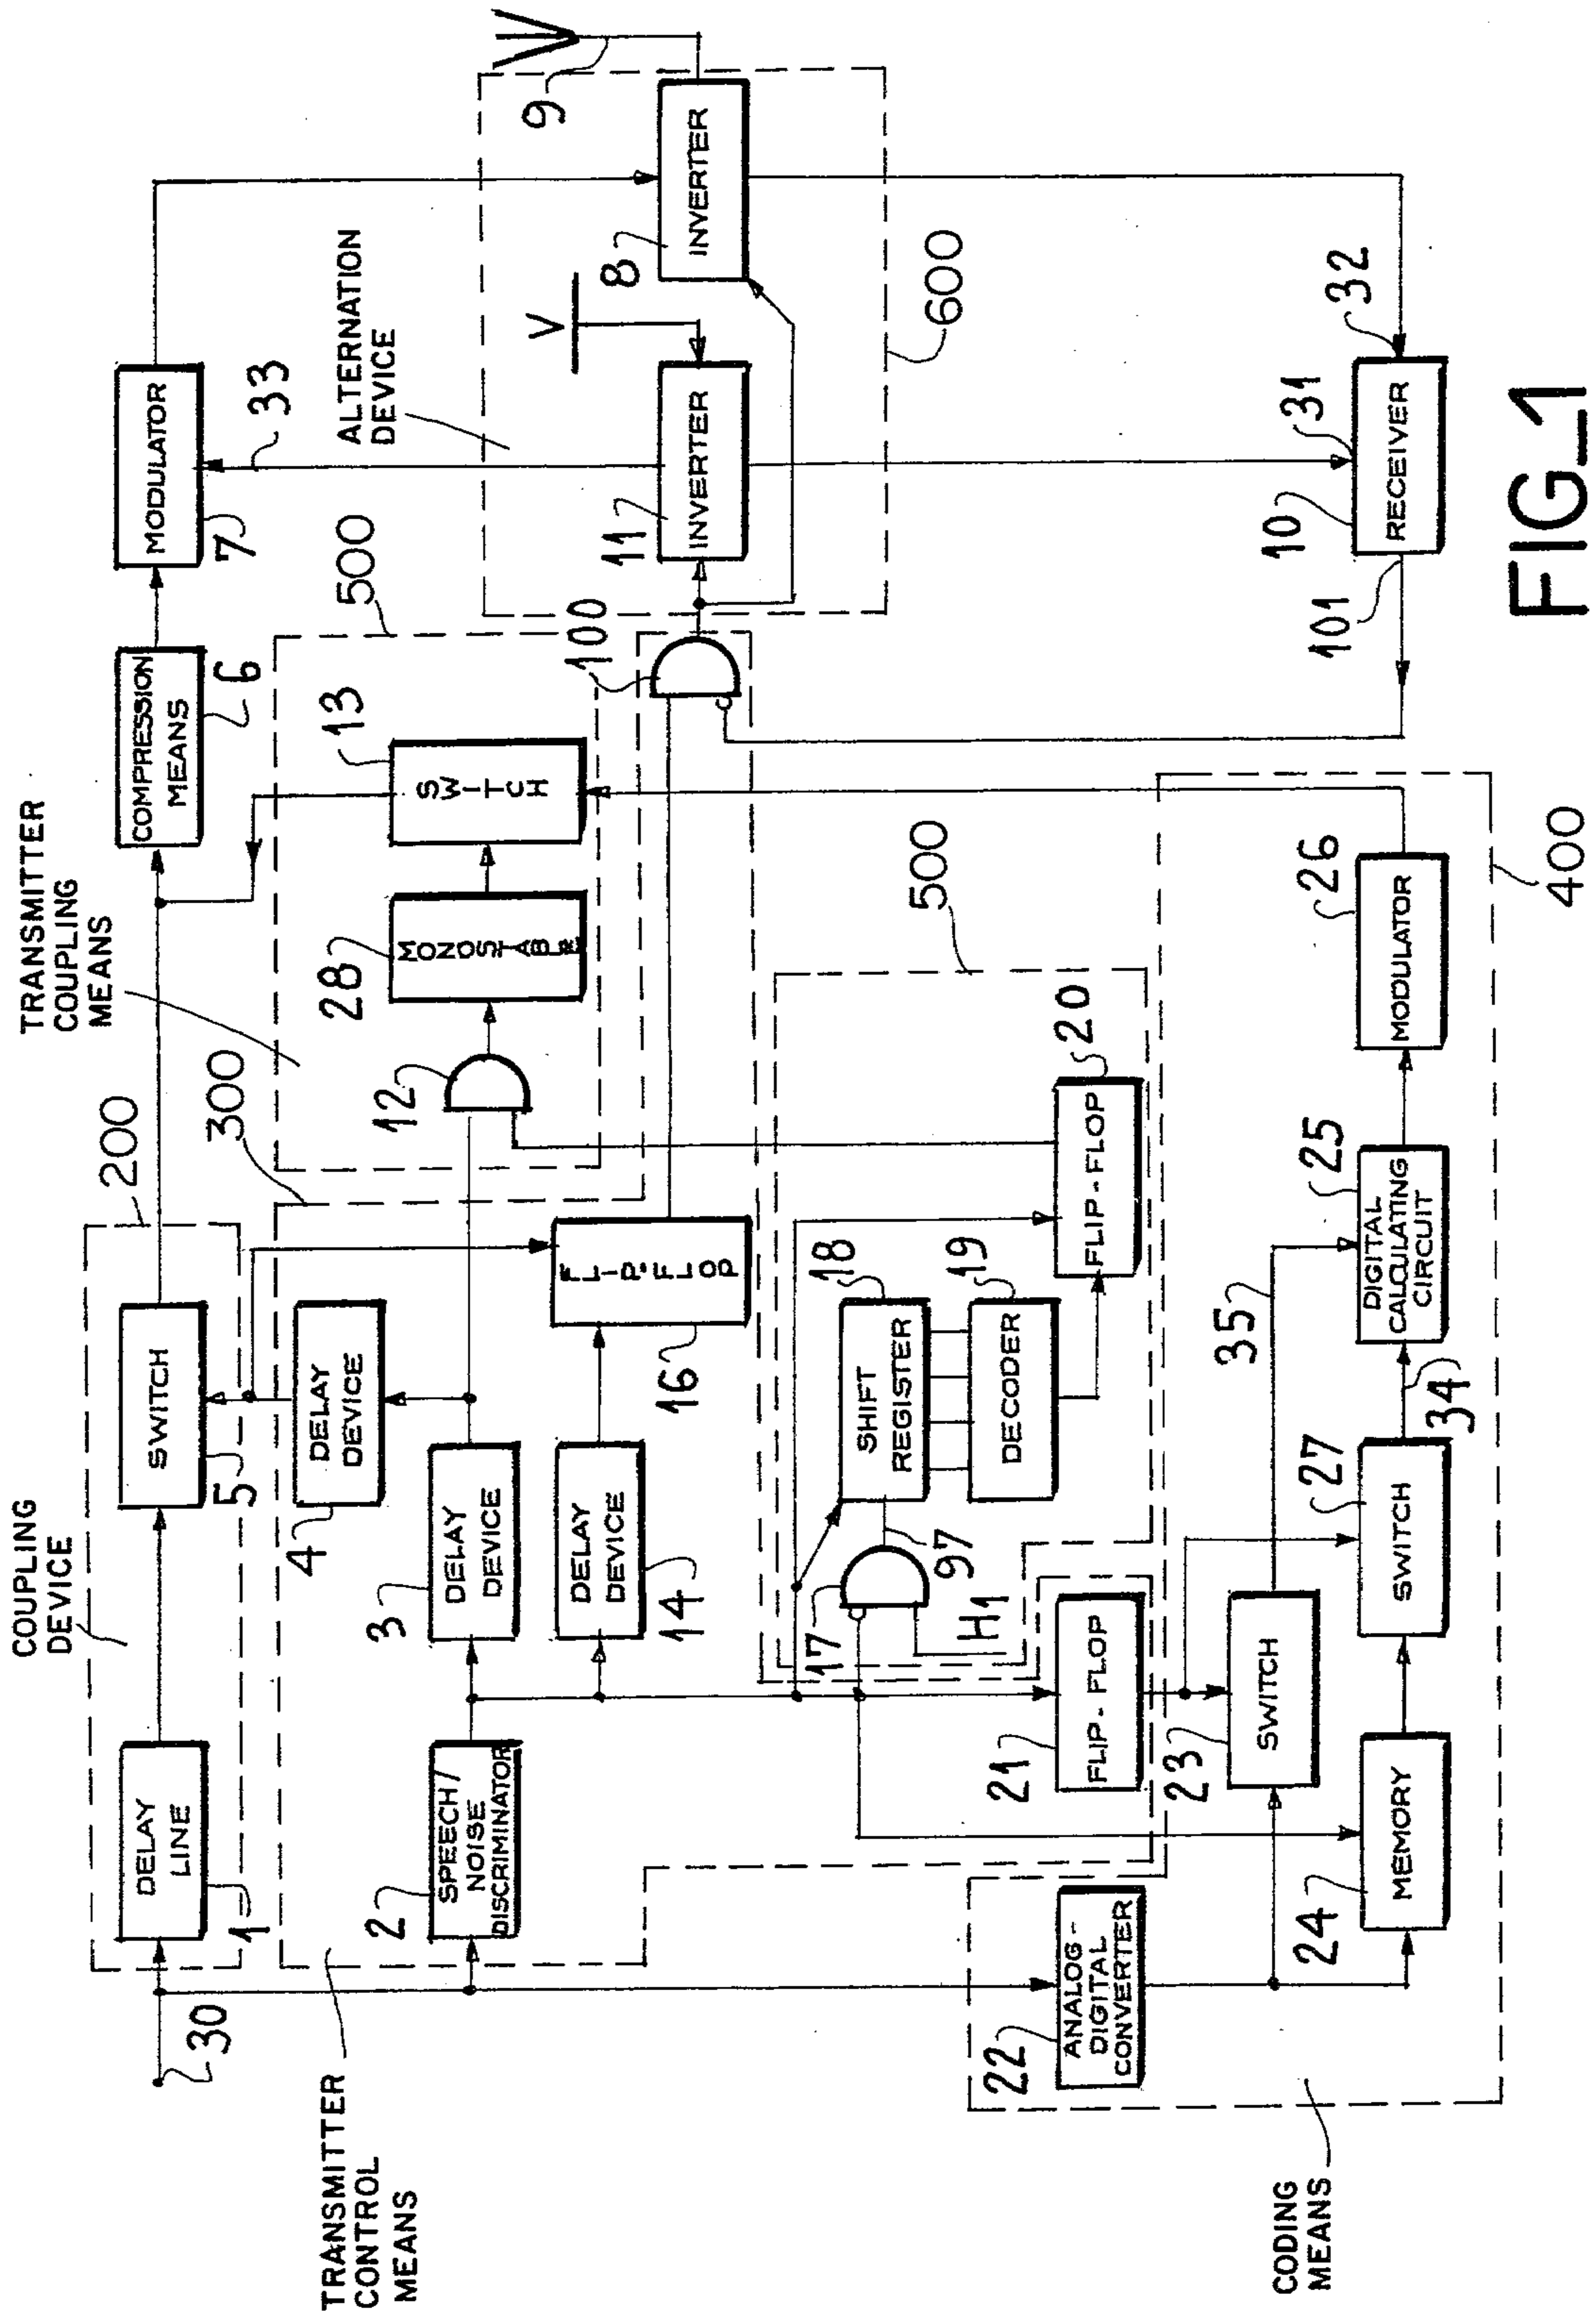 COUPLING
DEVICE
200
TRANSMITTER
COUPLING
MEANS
30
DELAY
LINE
1
SWITCH
5
COMPRESSION
MEANS
6
MODULATOR
7
33
500
ALTERNATION
DEVICE
TRANSMITTER
CONTROL
MEANS
300
DELAY
DEVICE
4
2
SPEECH/
NOISE
DISCRIMINATOR
3
DELAY
DEVICE
12
28
MONOSTABLE
13
SWITCH
DELAY
DEVICE
14
FLIP-FLOP
16
100
11
INVERTER
V
8
INVERTER
9
600
17
H1
97
18
SHIFT
REGISTER
19
DECODER
20
FLIP-FLOP
500
21
FLIP-FLOP
22
ANALOG-
DIGITAL
CONVERTER
23
SWITCH
35
24
MEMORY
27
SWITCH
34
25
DIGITAL
CALCULATING
CIRCUIT
26
MODULATOR
400
CODING
MEANS
101
10
RECEIVER
31
32
FIG_1